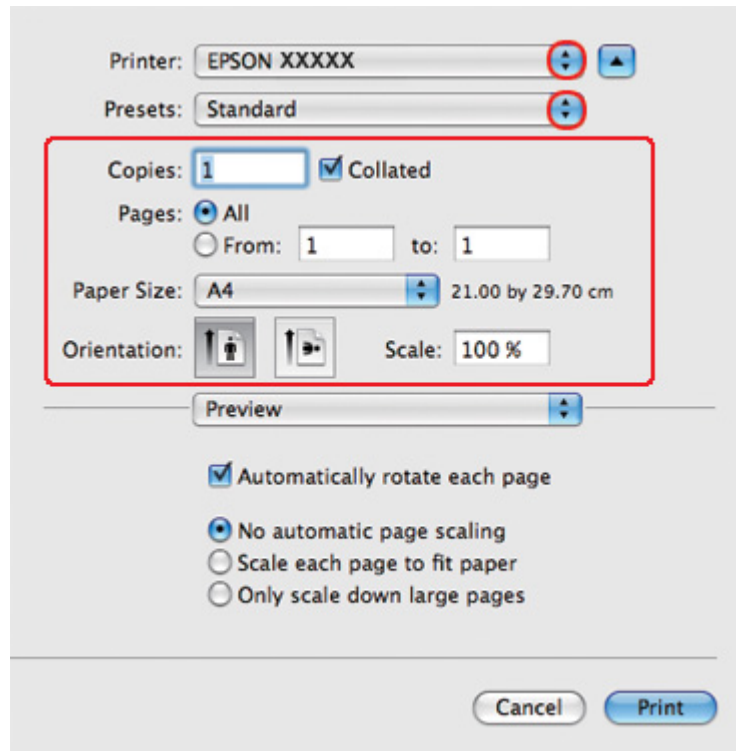 Printer: EPSON XXXXX
Presets: Standard
Copies: 1 Collated
Pages: All
From: 1 to: 1
Paper Size: A4 21.00 by 29.70 cm
Orientation: Scale: 100 %
Preview
Automatically rotate each page
No automatic page scaling
Scale each page to fit paper
Only scale down large pages
Cancel Print